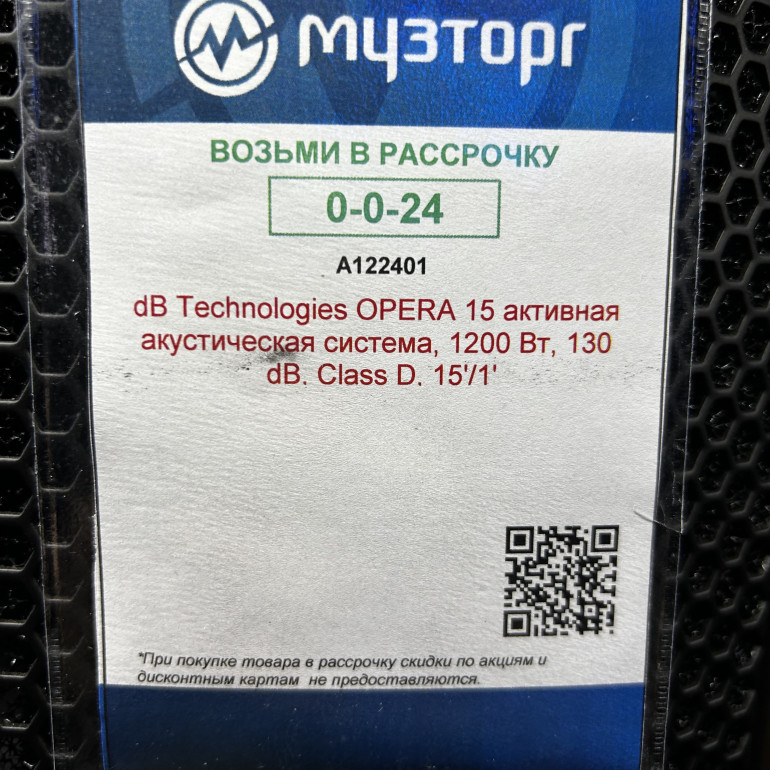 музторг
ВОЗЬМИ В РАССРОЧКУ
0-0-24
A122401
dB Technologies OPERA 15 активная
акустическая система, 1200 Вт, 130
dB. Class D. 15'/1'
*При покупке товара в рассрочку скидки по акциям и
дисконтным картам не предоставляются.